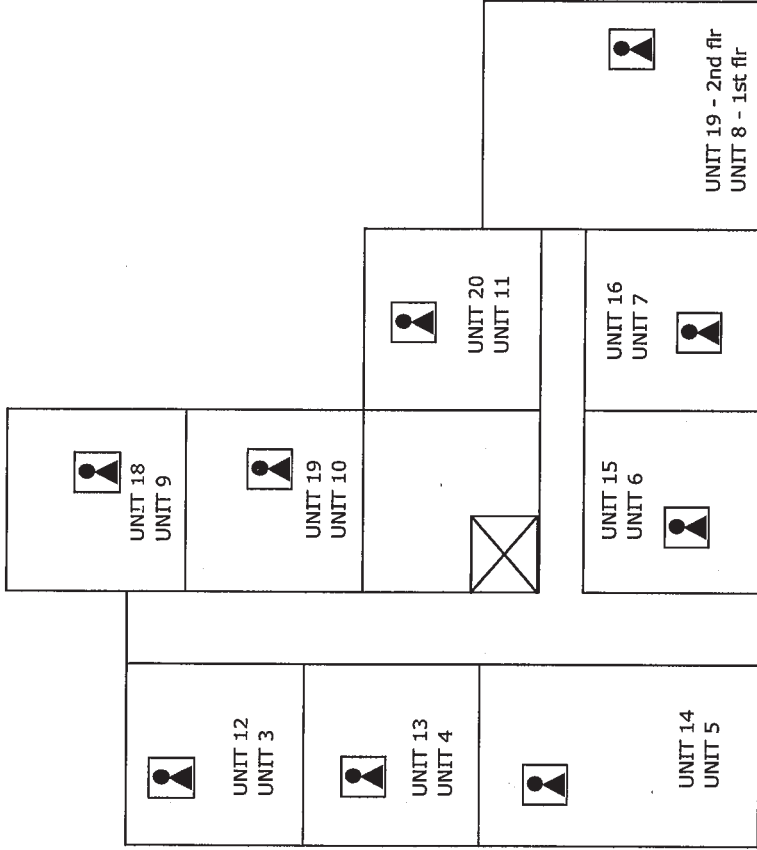 UNIT 18
UNIT 9
UNIT 19
UNIT 10
UNIT 12
UNIT 3
UNIT 13
UNIT 4
UNIT 14
UNIT 5
UNIT 20
UNIT 11
UNIT 15
UNIT 6
UNIT 16
UNIT 7
UNIT 19 - 2nd flr
UNIT 8 - 1st flr